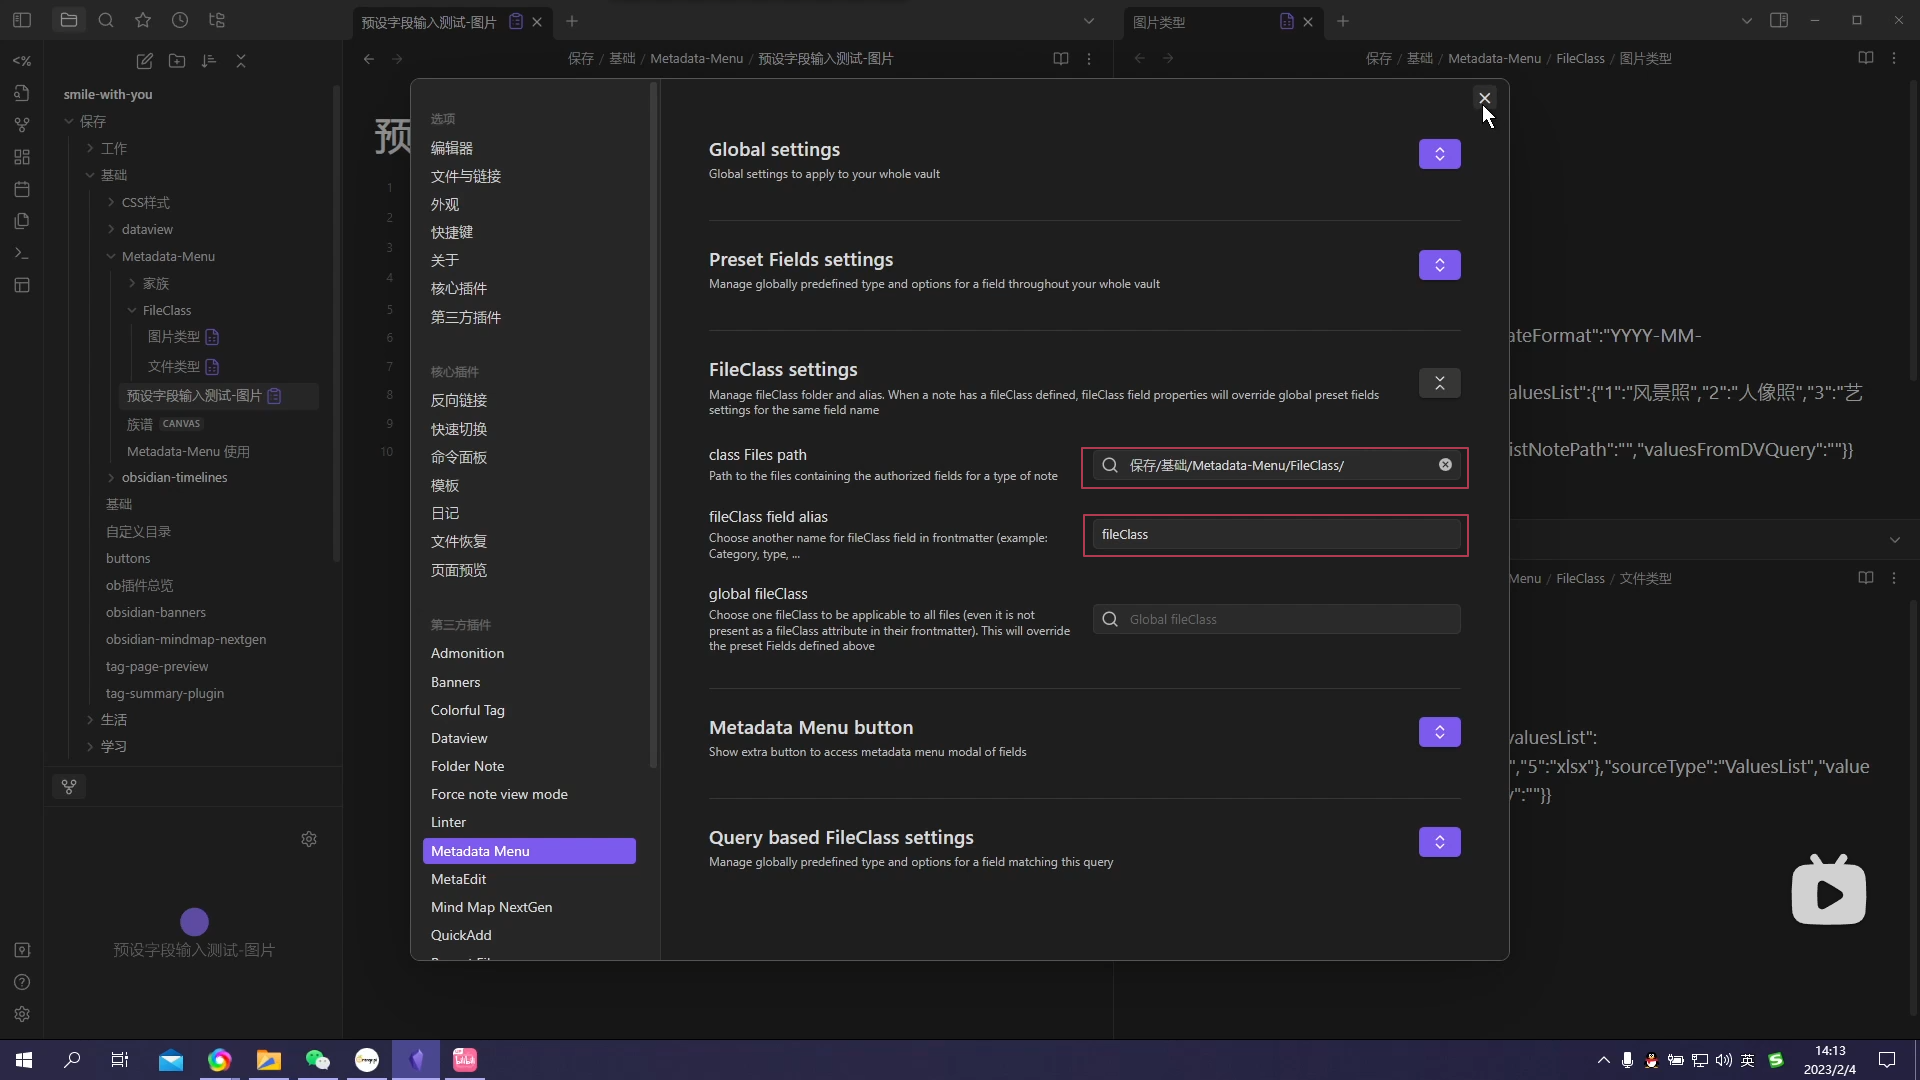 预设字段输入测试-图片
图片类型
保存 / 基础 / Metadata-Menu / 预设字段输入测试-图片
保存 / 基础 / Metadata-Menu / FileClass / 图片类型
smile-with-you
保存
工作
基础
CSS样式
dataview
Metadata-Menu
家族
FileClass
图片类型
文件类型
预设字段输入测试-图片
族谱 CANVAS
Metadata-Menu 使用
obsidian-timelines
基础
自定义目录
buttons
ob插件总览
obsidian-banners
obsidian-mindmap-nextgen
tag-page-preview
tag-summary-plugin
生活
学习
预设字段输入测试-图片
预
1
2
3
4
5
6
7
8
9
10
选项
编辑器
文件与链接
外观
快捷键
关于
核心插件
第三方插件
核心插件
反向链接
快速切换
命令面板
模板
日记
文件恢复
页面预览
第三方插件
Admonition
Banners
Colorful Tag
Dataview
Folder Note
Force note view mode
Linter
Metadata Menu
MetaEdit
Mind Map NextGen
QuickAdd
Global settings
Global settings to apply to your whole vault
Preset Fields settings
Manage globally predefined type and options for a field throughout your whole vault
FileClass settings
Manage fileClass folder and alias. When a note has a fileClass defined, fileClass field properties will override global preset fields
settings for the same field name
class Files path
Path to the files containing the authorized fields for a type of note
保存/基础/Metadata-Menu/FileClass/
fileClass field alias
Choose another name for fileClass field in frontmatter (example:
Category, type, ...
fileClass
global fileClass
Choose one fileClass to be applicable to all files (even it is not
present as a fileClass attribute in their frontmatter). This will override
the preset Fields defined above
Global fileClass
Metadata Menu button
Show extra button to access metadata menu modal of fields
Query based FileClass settings
Manage globally predefined type and options for a field matching this query
ateFormat":"YYYY-MM-
aluesList":{"1":"风景照","2":"人像照","3":"艺
istNotePath":"","valuesFromDVQuery":""}}
Menu / FileClass / 文件类型
valuesList":
","5":"xlsx"},"sourceType":"ValuesList","value
y":""}}
英
14:13
2023/2/4